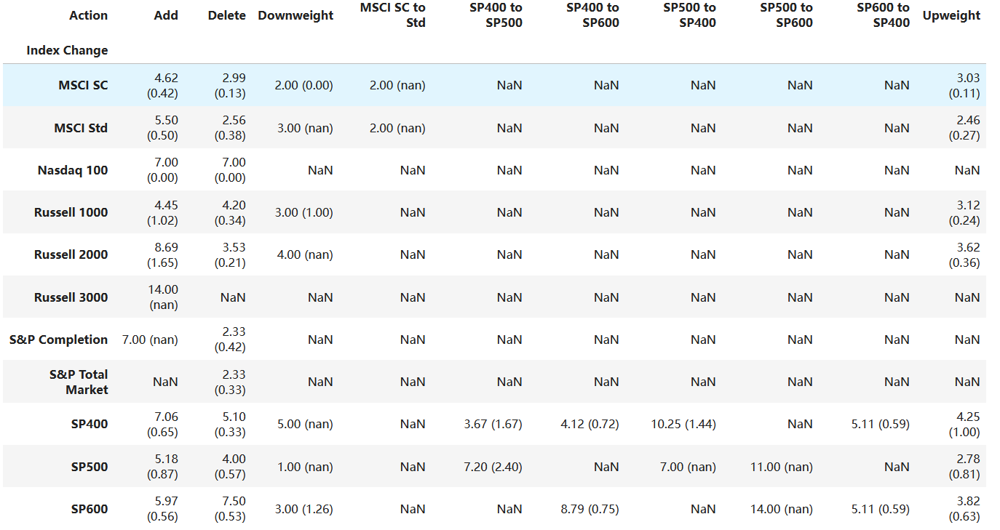 Action Add Delete Downweight MSCI SC to Std SP400 to SP500 SP400 to SP600 SP500 to SP400 SP500 to SP600 SP600 to SP400 Upweight
Index Change
MSCI SC 4.62 (0.42) 2.99 (0.13) 2.00 (0.00) 2.00 (nan) NaN NaN NaN NaN NaN 3.03 (0.11)
MSCI Std 5.50 (0.50) 2.56 (0.38) 3.00 (nan) 2.00 (nan) NaN NaN NaN NaN NaN 2.46 (0.27)
Nasdaq 100 7.00 (0.00) 7.00 (0.00) NaN NaN NaN NaN NaN NaN NaN NaN
Russell 1000 4.45 (1.02) 4.20 (0.34) 3.00 (1.00) NaN NaN NaN NaN NaN NaN 3.12 (0.24)
Russell 2000 8.69 (1.65) 3.53 (0.21) 4.00 (nan) NaN NaN NaN NaN NaN NaN 3.62 (0.36)
Russell 3000 14.00 (nan) NaN NaN NaN NaN NaN NaN NaN NaN NaN
S&P Completion 7.00 (nan) 2.33 (0.42) NaN NaN NaN NaN NaN NaN NaN NaN
S&P Total Market NaN 2.33 (0.33) NaN NaN NaN NaN NaN NaN NaN NaN
SP400 7.06 (0.65) 5.10 (0.33) 5.00 (nan) NaN 3.67 (1.67) 4.12 (0.72) 10.25 (1.44) NaN 5.11 (0.59) 4.25 (1.00)
SP500 5.18 (0.87) 4.00 (0.57) 1.00 (nan) NaN 7.20 (2.40) NaN 7.00 (nan) 11.00 (nan) NaN 2.78 (0.81)
SP600 5.97 (0.56) 7.50 (0.53) 3.00 (1.26) NaN NaN 8.79 (0.75) NaN 14.00 (nan) 5.11 (0.59) 3.82 (0.63)